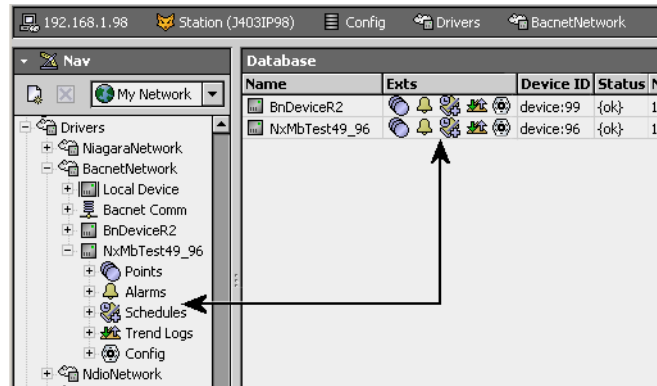 192.168.1.98 Station (J403IP98) Config Drivers BacnetNetwork
Nav
My Network
Drivers
NiagaraNetwork
BacnetNetwork
Local Device
Bacnet Comm
BnDeviceR2
NxMbTest49_96
Points
Alarms
Schedules
Trend Logs
Config
NdioNetwork
Database
Name Exts Device ID Status N
BnDeviceR2 device:99 {ok} 1
NxMbTest49_96 device:96 {ok} 1